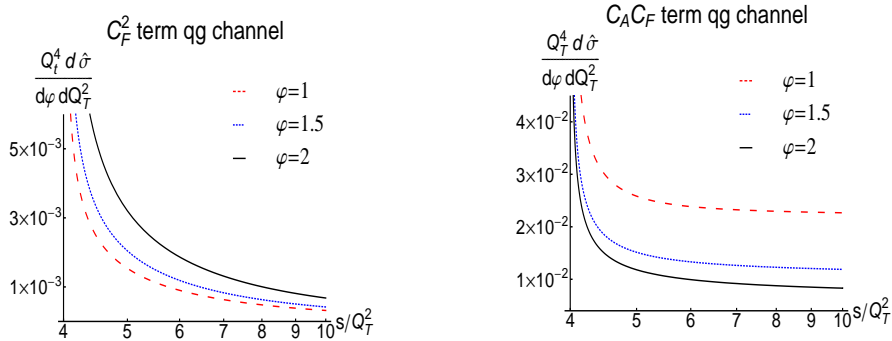 C_F^2 term qg channel
Q_t^4 d σ̂
dφ dQ_T^2
φ=1
φ=1.5
φ=2
5×10^-3
3×10^-3
1×10^-3
4 5 6 7 8 9 10 s/Q_T^2
C_A C_F term qg channel
Q_T^4 d σ̂
dφ dQ_T^2
φ=1
φ=1.5
φ=2
4×10^-2
3×10^-2
2×10^-2
1×10^-2
4 5 6 7 8 9 10 s/Q_T^2